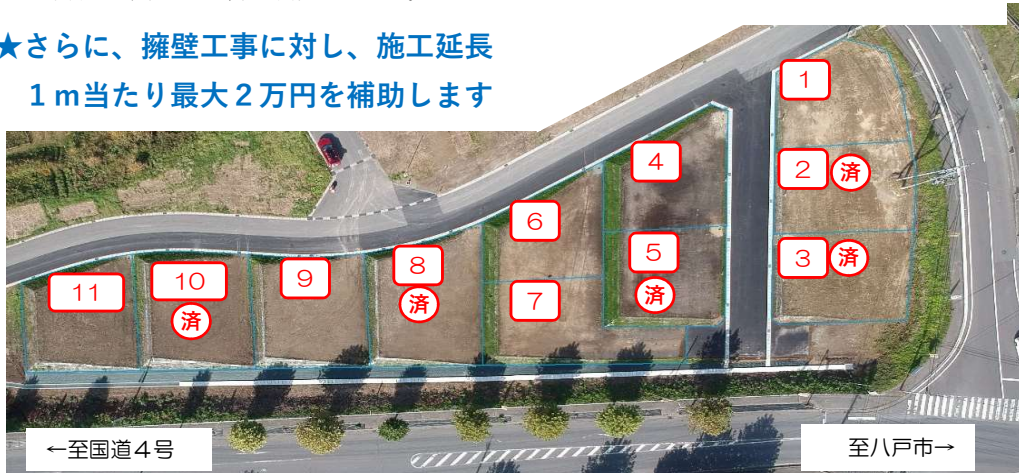 ★さらに、擁壁工事に対し、施工延長
１ｍ当たり最大２万円を補助します
1
2 済
3 済
4
5
済
6
7
8
済
9
10
済
11
←至国道４号
至八戸市→